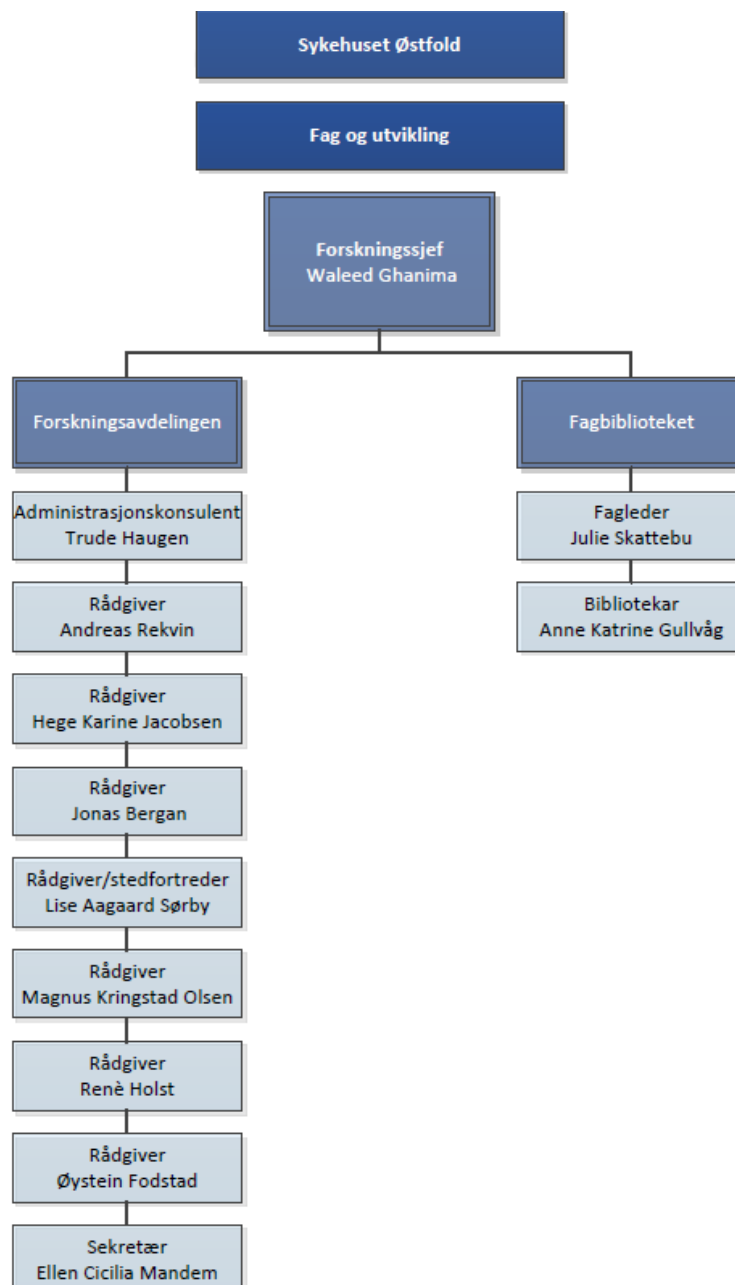 Sykehuset Østfold
Fag og utvikling
Forskningssjef
Waleed Ghanima
Forskningsavdelingen
Administrasjonskonsulent
Trude Haugen
Rådgiver
Andreas Rekvin
Rådgiver
Hege Karine Jacobsen
Rådgiver
Jonas Bergan
Rådgiver/stedfortreder
Lise Aagaard Sørby
Rådgiver
Magnus Kringstad Olsen
Rådgiver
Renè Holst
Rådgiver
Øystein Fodstad
Sekretær
Ellen Cicilia Mandem
Fagbiblioteket
Fagleder
Julie Skattebu
Bibliotekar
Anne Katrine Gullvåg